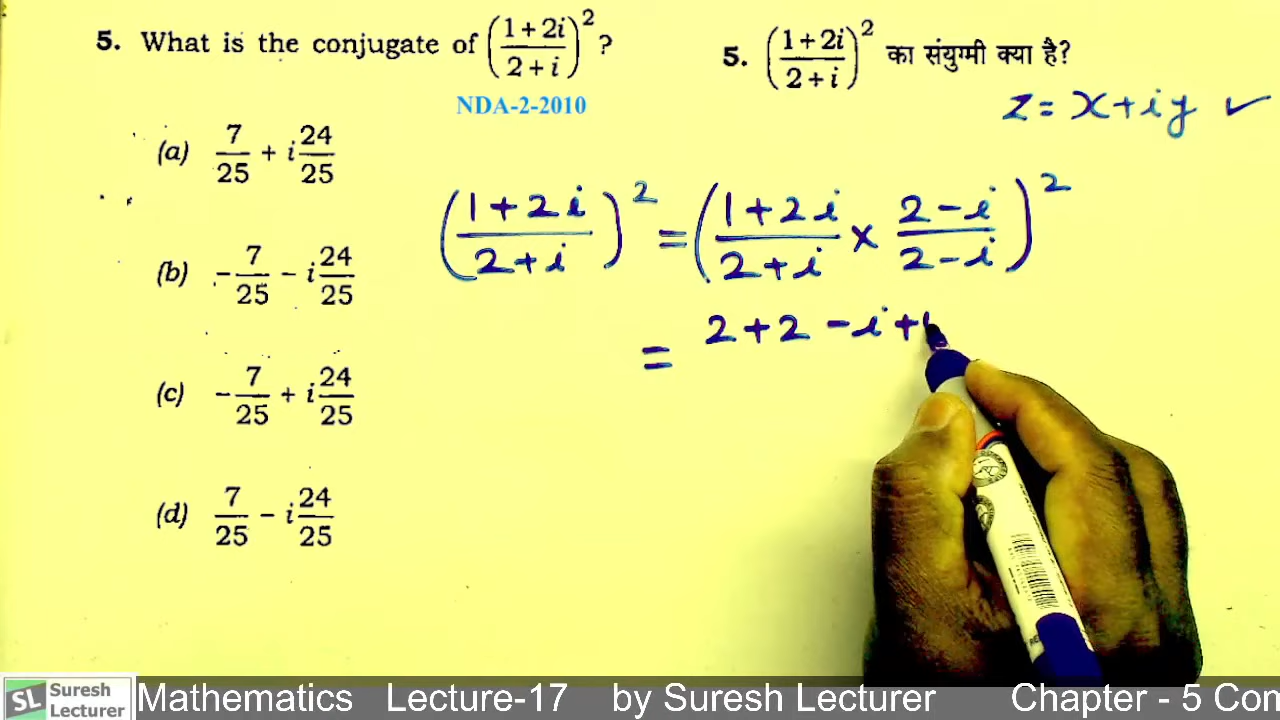 5. What is the conjugate of ((1+2i)/(2+i))²?
NDA-2-2010
(a) 7/25 + i 24/25
(b) -7/25 - i 24/25
(c) -7/25 + i 24/25
(d) 7/25 - i 24/25
5. ((1+2i)/(2+i))² का संयुग्मी क्या है?
z = x+iy ✓
((1+2i)/(2+i))² = ((1+2i)/(2+i) × (2-i)/(2-i))²
= 2+2-i+
SL Suresh Lecturer
Mathematics Lecture-17 by Suresh Lecturer Chapter - 5 Con